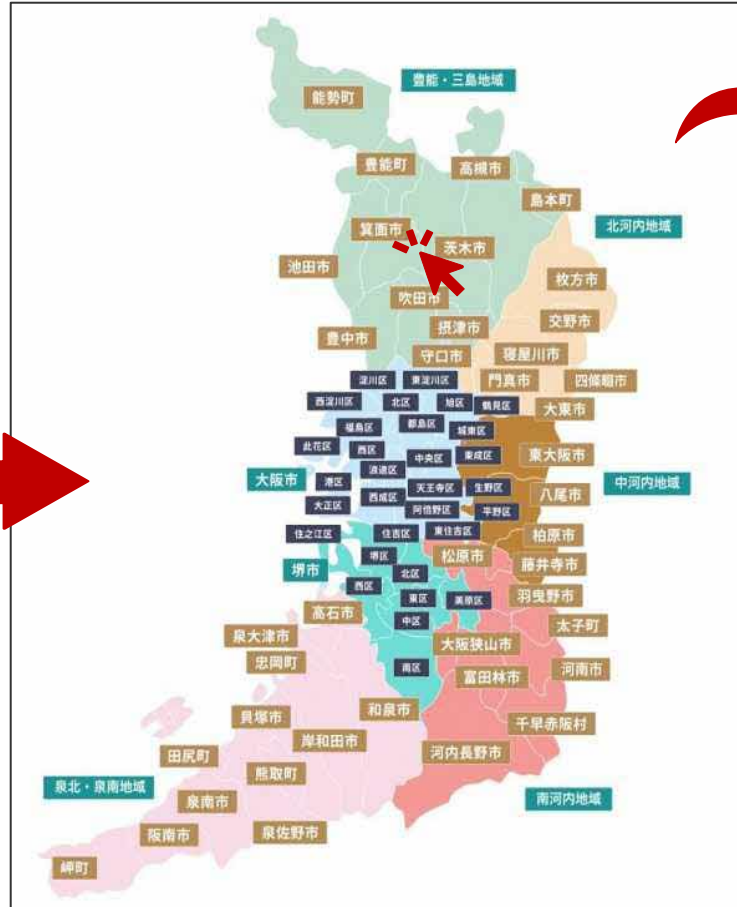 能勢町
豊能・三島地域
豊能町
高槻市
島本町
箕面市
北河内地域
茨木市
池田市
枚方市
吹田市
交野市
摂津市
豊中市
守口市
寝屋川市
門真市
四條畷市
淀川区
東淀川区
西淀川区
北区
旭区
鶴見区
大東市
福島区
都島区
城東区
此花区
西区
中央区
東成区
東大阪市
浪速区
大阪市
港区
天王寺区
生野区
中河内地域
西成区
八尾市
大正区
阿倍野区
平野区
住之江区
住吉区
東住吉区
柏原市
堺区
松原市
藤井寺市
堺市
北区
西区
羽曳野市
東区
美原区
高石市
中区
太子町
泉大津市
大阪狭山市
忠岡町
南区
河南市
富田林市
和泉市
貝塚市
千早赤阪村
岸和田市
田尻町
河内長野市
熊取町
泉北・泉南地域
泉南市
南河内地域
阪南市
泉佐野市
岬町